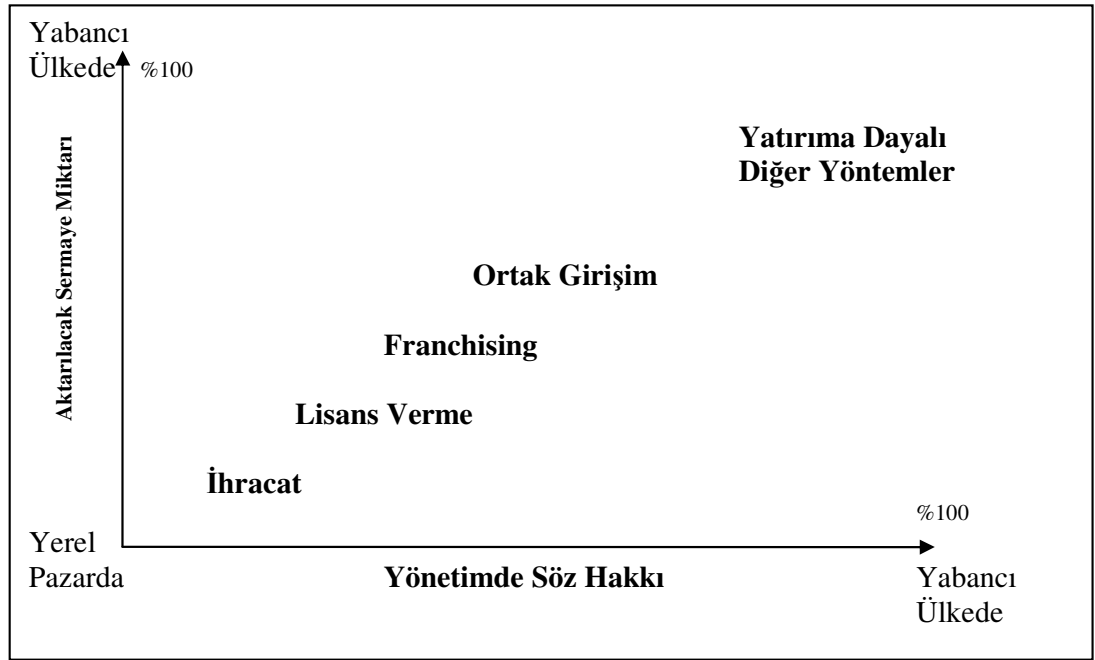 Yabancı
Ülkede
%100
Aktarılacak Sermaye Miktarı
Yatırıma Dayalı
Diğer Yöntemler
Ortak Girişim
Franchising
Lisans Verme
İhracat
%100
Yerel
Pazarda
Yönetimde Söz Hakkı
Yabancı
Ülkede